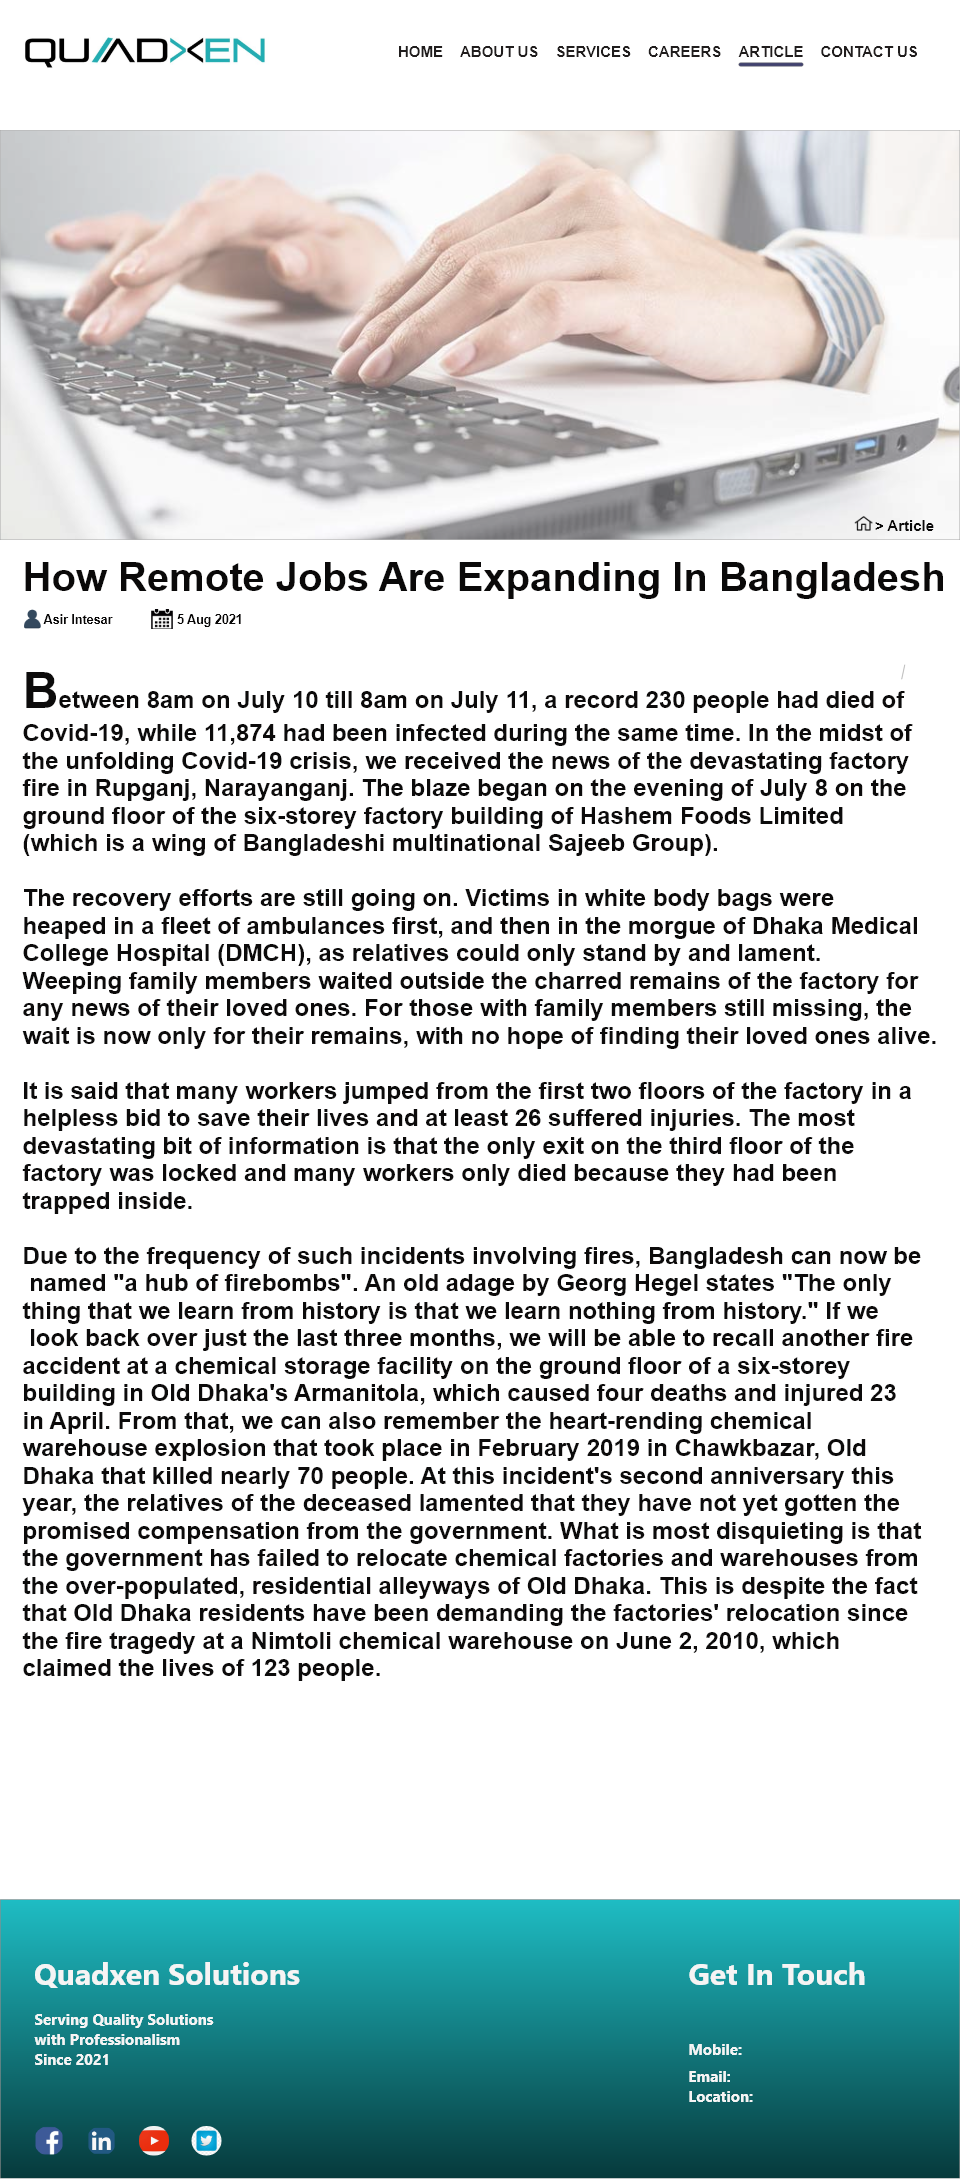 QUADXEN
HOME ABOUT US SERVICES CAREERS ARTICLE CONTACT US
> Article
How Remote Jobs Are Expanding In Bangladesh
Asir Intesar 5 Aug 2021
Between 8am on July 10 till 8am on July 11, a record 230 people had died of
Covid-19, while 11,874 had been infected during the same time. In the midst of
the unfolding Covid-19 crisis, we received the news of the devastating factory
fire in Rupganj, Narayanganj. The blaze began on the evening of July 8 on the
ground floor of the six-storey factory building of Hashem Foods Limited
(which is a wing of Bangladeshi multinational Sajeeb Group).
The recovery efforts are still going on. Victims in white body bags were
heaped in a fleet of ambulances first, and then in the morgue of Dhaka Medical
College Hospital (DMCH), as relatives could only stand by and lament.
Weeping family members waited outside the charred remains of the factory for
any news of their loved ones. For those with family members still missing, the
wait is now only for their remains, with no hope of finding their loved ones alive.
It is said that many workers jumped from the first two floors of the factory in a
helpless bid to save their lives and at least 26 suffered injuries. The most
devastating bit of information is that the only exit on the third floor of the
factory was locked and many workers only died because they had been
trapped inside.
Due to the frequency of such incidents involving fires, Bangladesh can now be
named "a hub of firebombs". An old adage by Georg Hegel states "The only
thing that we learn from history is that we learn nothing from history." If we
look back over just the last three months, we will be able to recall another fire
accident at a chemical storage facility on the ground floor of a six-storey
building in Old Dhaka's Armanitola, which caused four deaths and injured 23
in April. From that, we can also remember the heart-rending chemical
warehouse explosion that took place in February 2019 in Chawkbazar, Old
Dhaka that killed nearly 70 people. At this incident's second anniversary this
year, the relatives of the deceased lamented that they have not yet gotten the
promised compensation from the government. What is most disquieting is that
the government has failed to relocate chemical factories and warehouses from
the over-populated, residential alleyways of Old Dhaka. This is despite the fact
that Old Dhaka residents have been demanding the factories' relocation since
the fire tragedy at a Nimtoli chemical warehouse on June 2, 2010, which
claimed the lives of 123 people.
Quadxen Solutions
Serving Quality Solutions
with Professionalism
Since 2021
Get In Touch
Mobile:
Email:
Location: